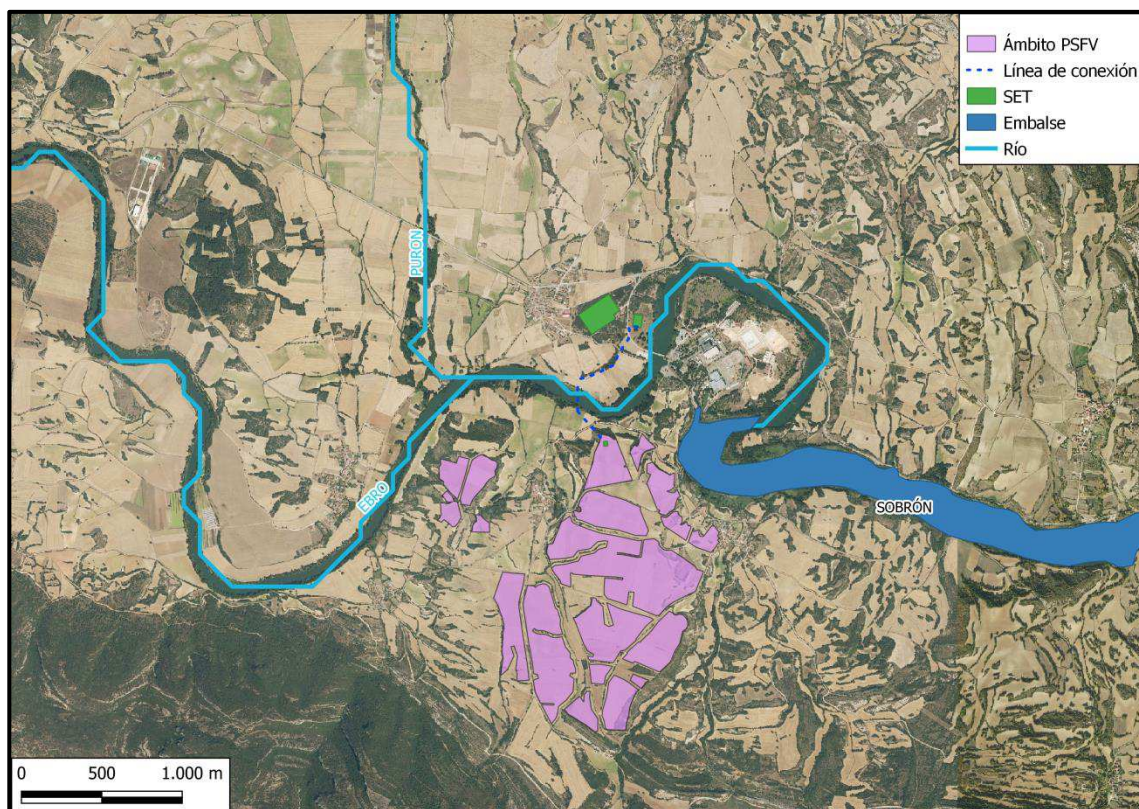 Ámbito PSFV
Línea de conexión
SET
Embalse
Río
PURON
EBRO
SOBRÓN
0 500 1.000 m